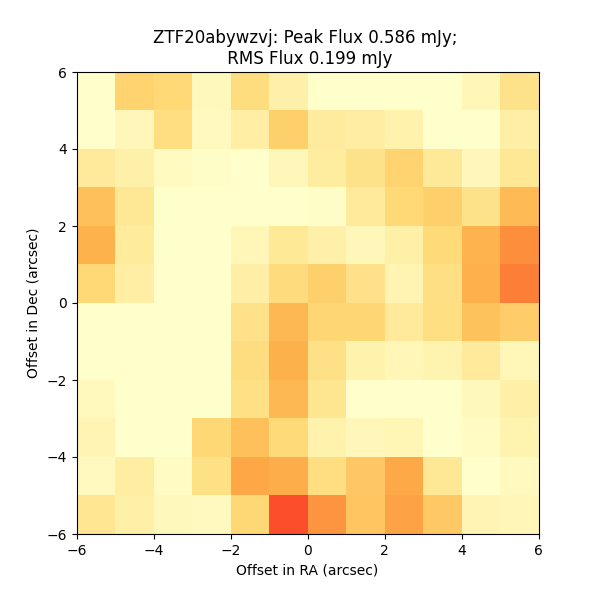 ZTF20abywzvj: Peak Flux 0.586 mJy;
RMS Flux 0.199 mJy
6
4
2
0
−2
−4
−6
Offset in Dec (arcsec)
−6 −4 −2 0 2 4 6
Offset in RA (arcsec)